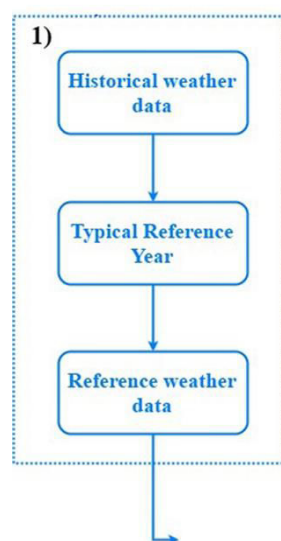 1)
Historical weather
data
Typical Reference
Year
Reference weather
data